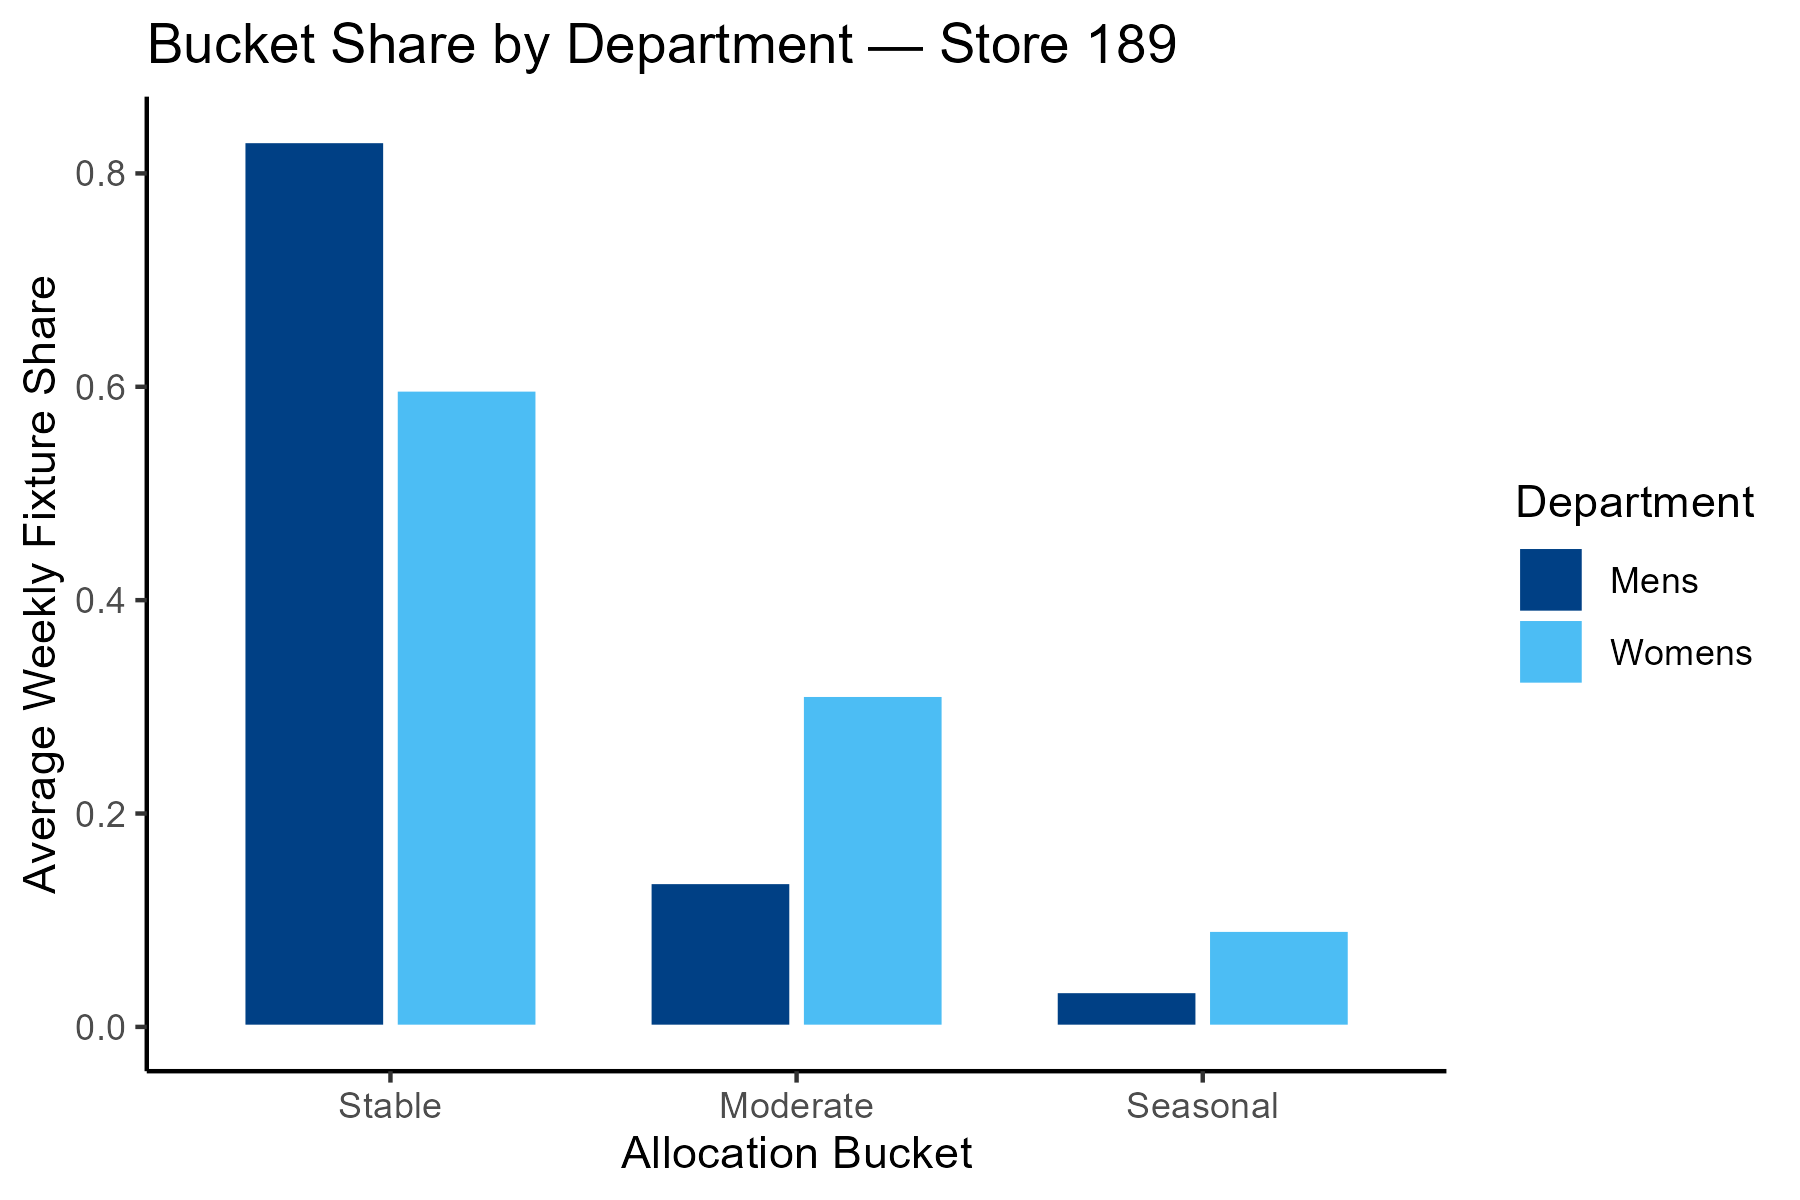 Bucket Share by Department — Store 189
Average Weekly Fixture Share
0.8
0.6
0.4
0.2
0.0
Stable
Moderate
Seasonal
Allocation Bucket
Department
Mens
Womens